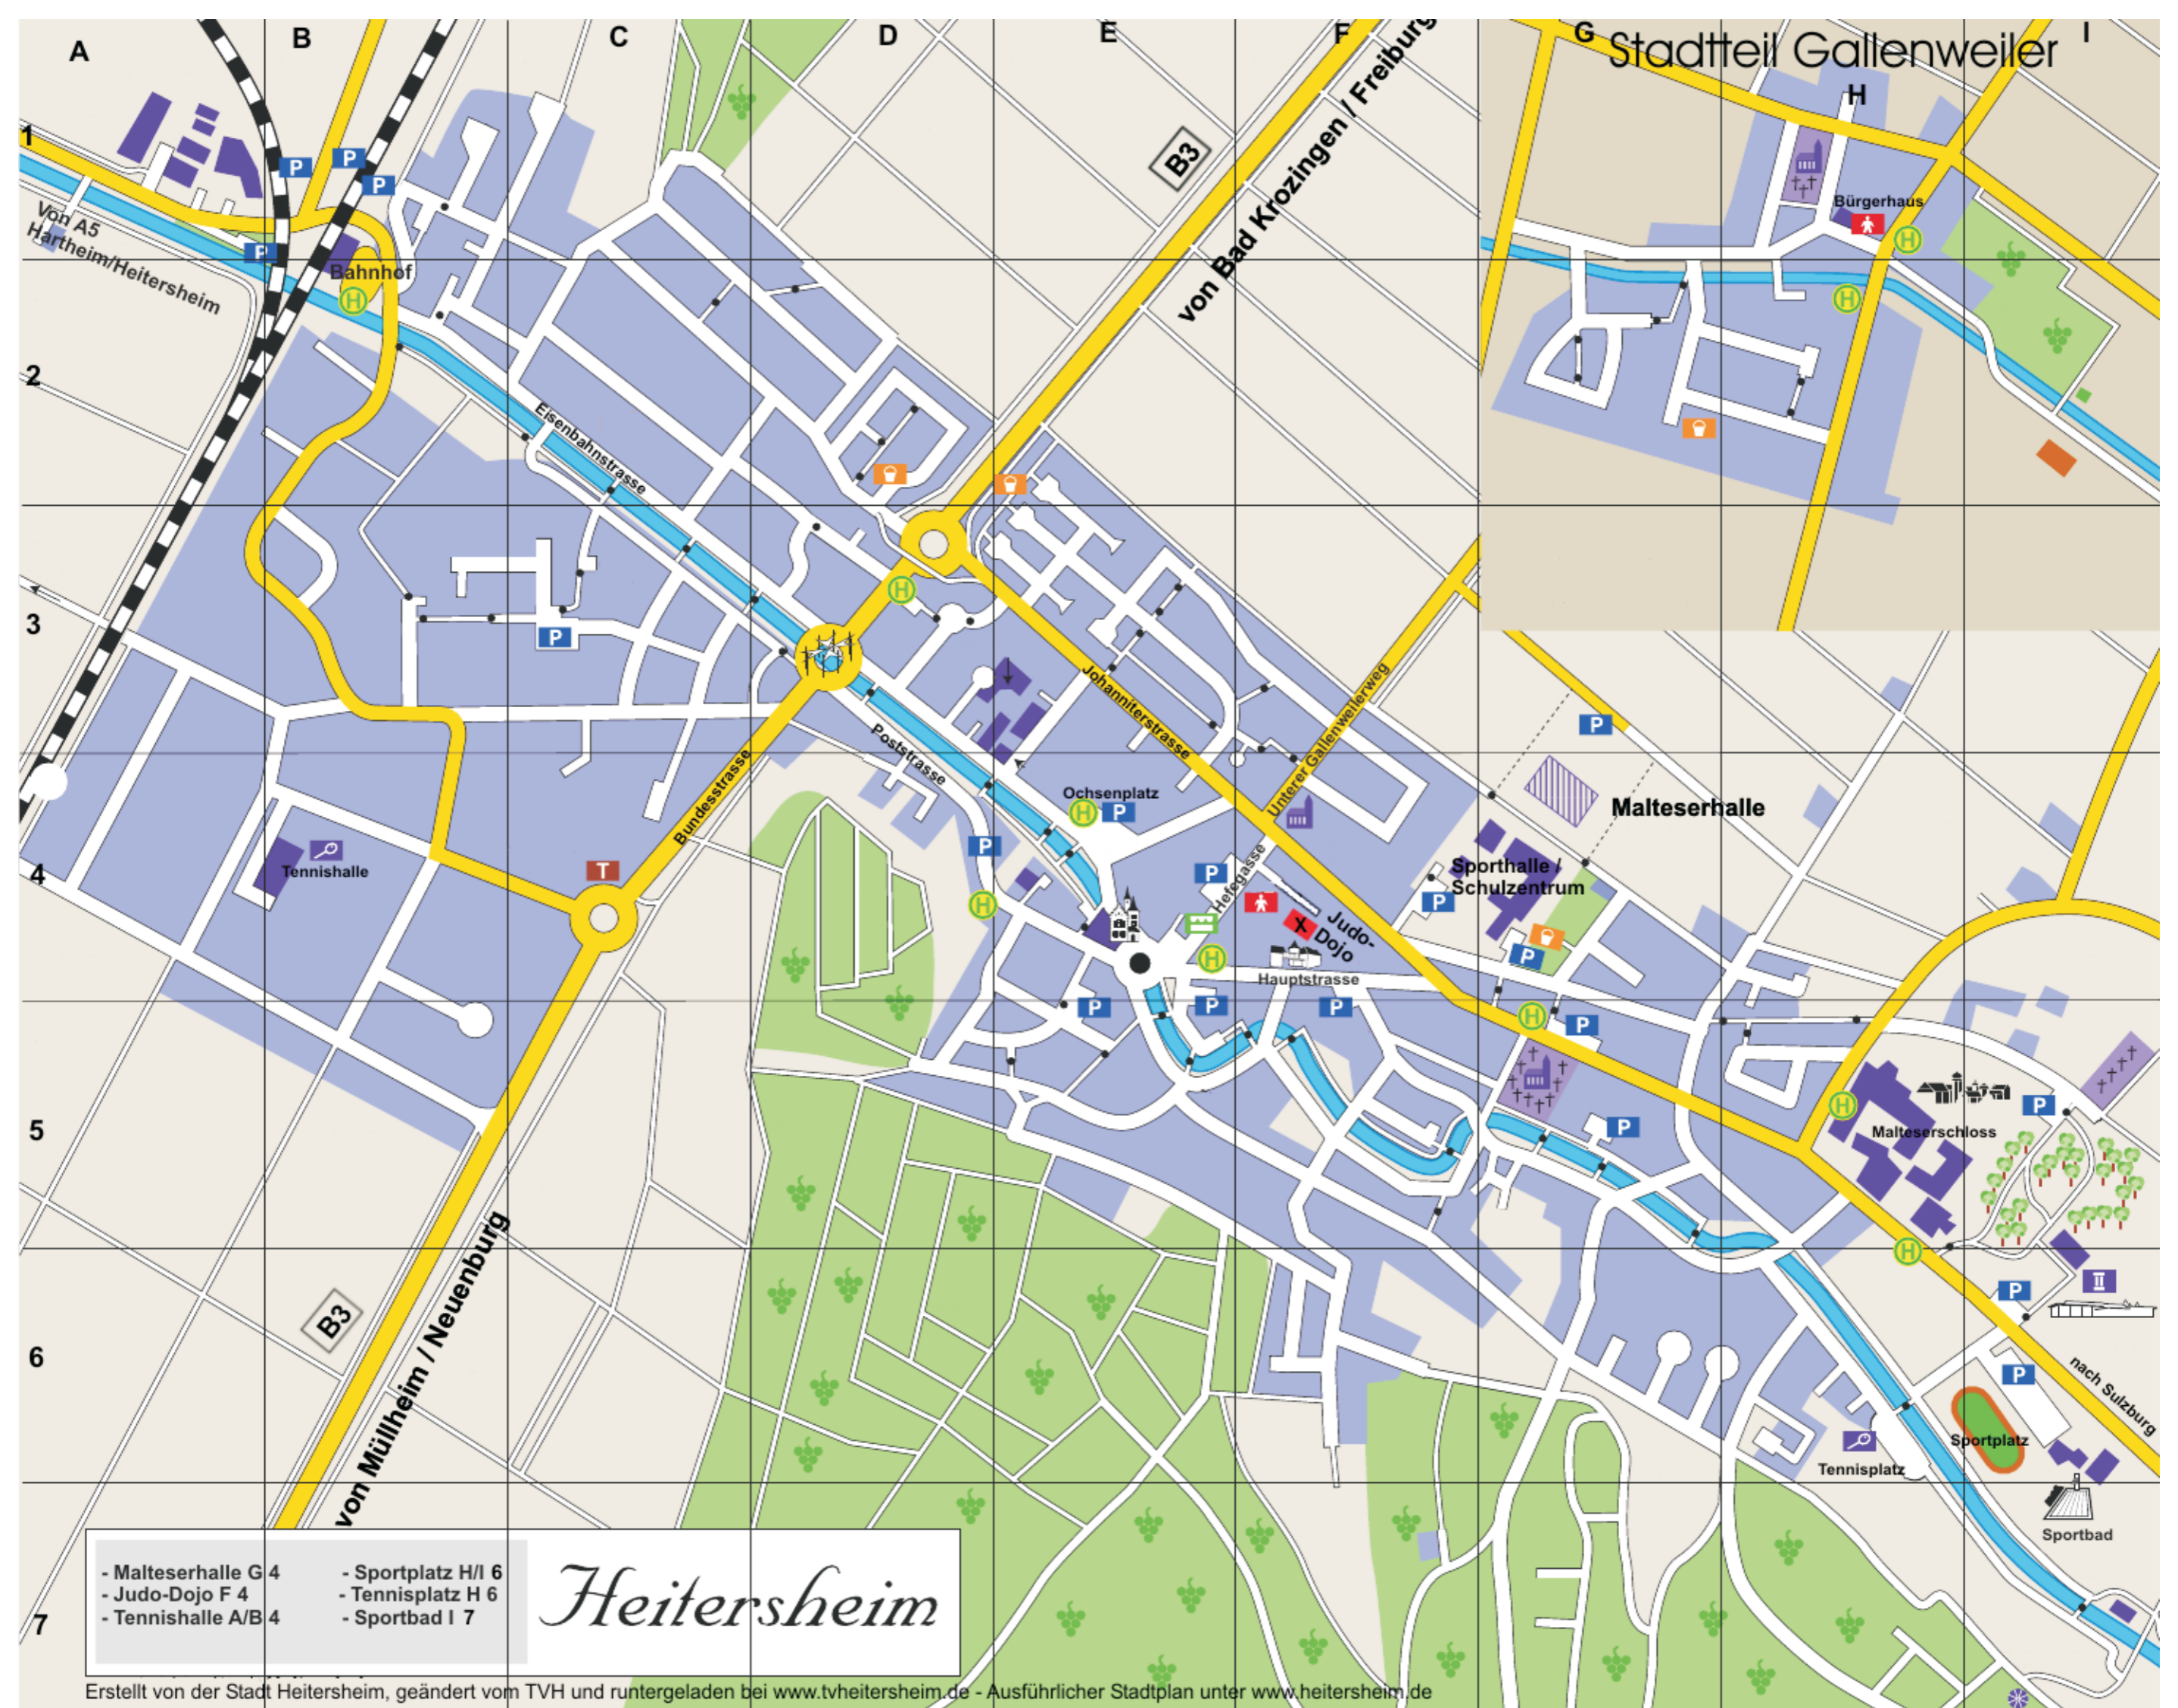 A
B
C
D
E
F
G
H
I
Stadtteil Gallenweiler
1
2
3
4
5
6
7
P
P
P
P
Von A5
Hartheim/Heitersheim
Bahnhof
H
B3
von Bad Krozingen / Freiburg
Bürgerhaus
H
H
Eisenbahnstrasse
H
P
Johanniterstrasse
Unterer Gallenweilerweg
P
Poststrasse
Bundesstrasse
Ochsenplatz
H
P
Malteserhalle
P
Tennishalle
T
P
Hefegasse
Sporthalle /
Schulzentrum
P
H
Judo-
Dojo
H
P
Hauptstrasse
P
P
P
H
P
H
P
P
Malteserschloss
H
P
B3
von Müllheim / Neuenburg
P
nach Sulzburg
Sportplatz
Tennisplatz
Sportbad
- Malteserhalle G 4
- Judo-Dojo F 4
- Tennishalle A/B 4
- Sportplatz H/I 6
- Tennisplatz H 6
- Sportbad I 7
Heitersheim
Erstellt von der Stadt Heitersheim, geändert vom TVH und runtergeladen bei www.tvheitersheim.de - Ausführlicher Stadtplan unter www.heitersheim.de